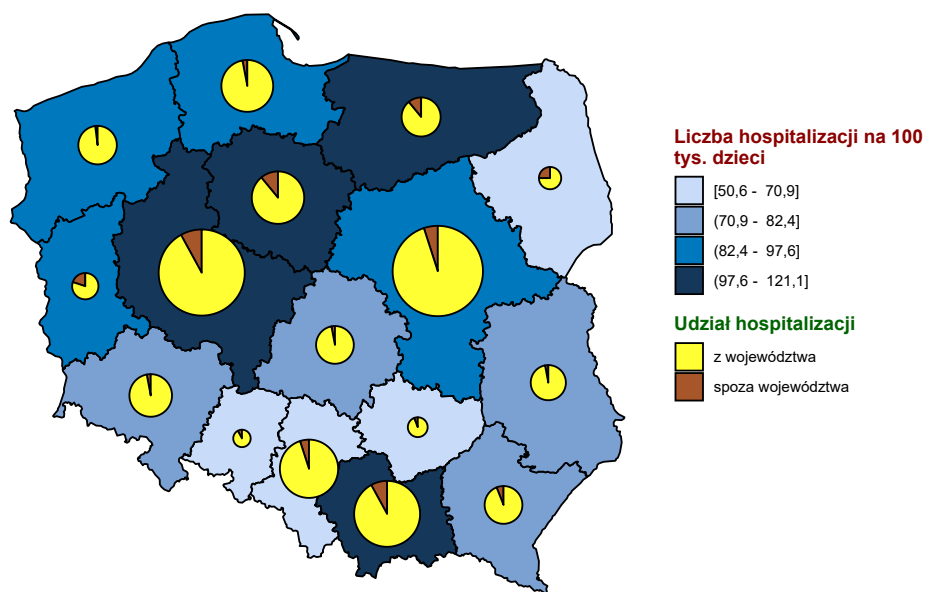 Liczba hospitalizacji na 100
tys. dzieci
[50,6 - 70,9]
(70,9 - 82,4]
(82,4 - 97,6]
(97,6 - 121,1]
Udział hospitalizacji
z województwa
spoza województwa